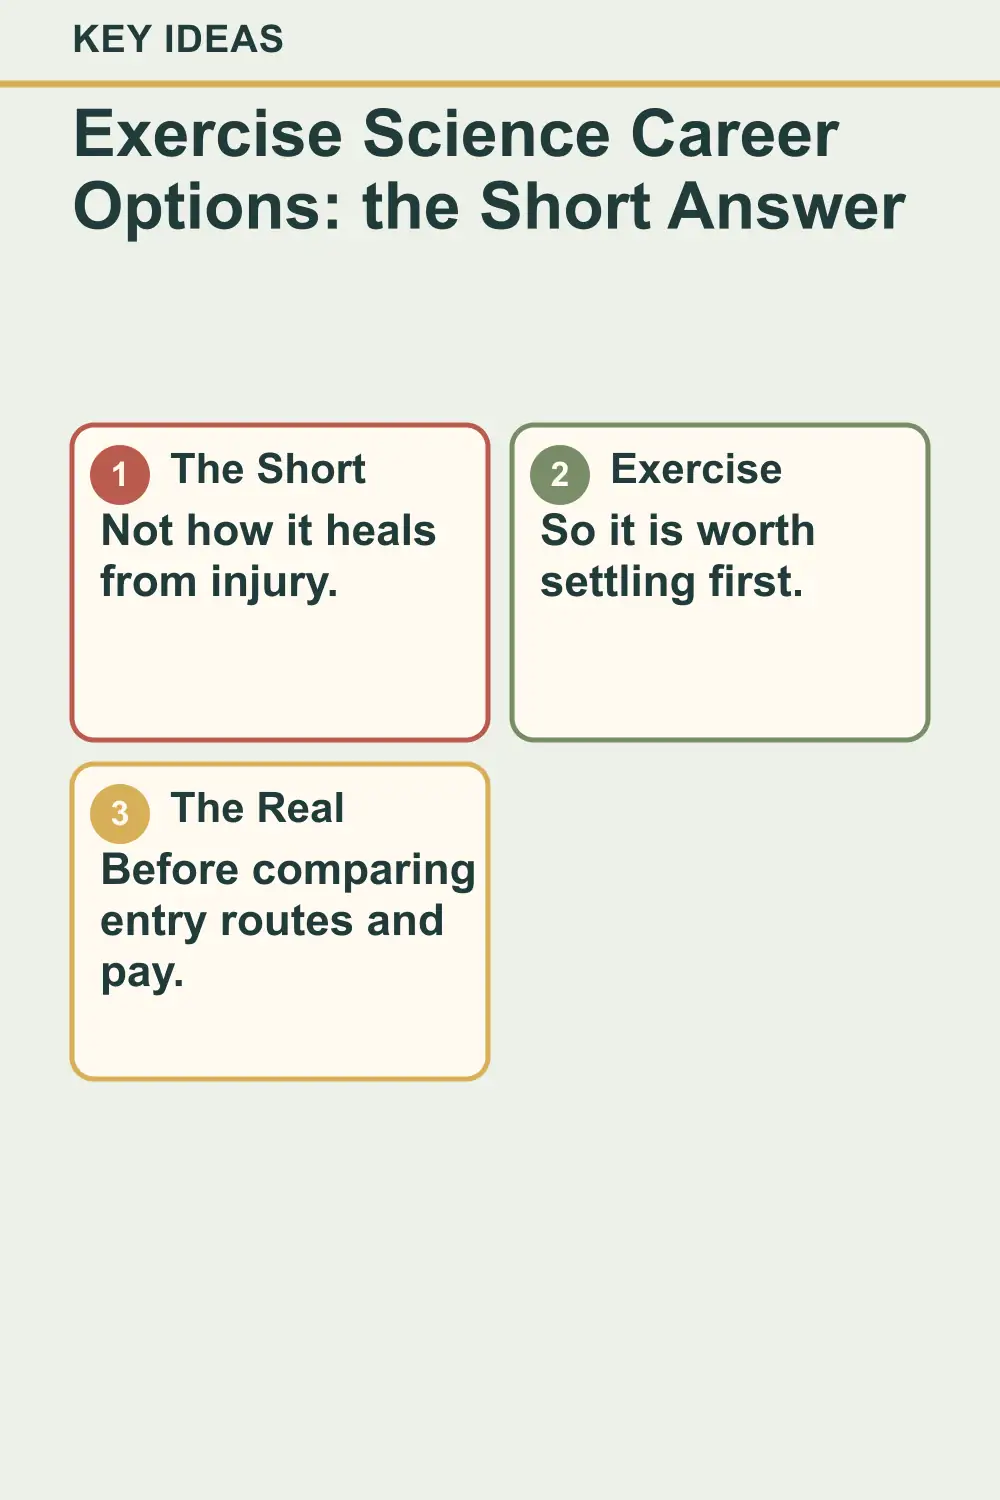 KEY IDEAS
Exercise Science Career
Options: the Short Answer
1 The Short
Not how it heals
from injury.
2 Exercise
So it is worth
settling first.
3 The Real
Before comparing
entry routes and
pay.